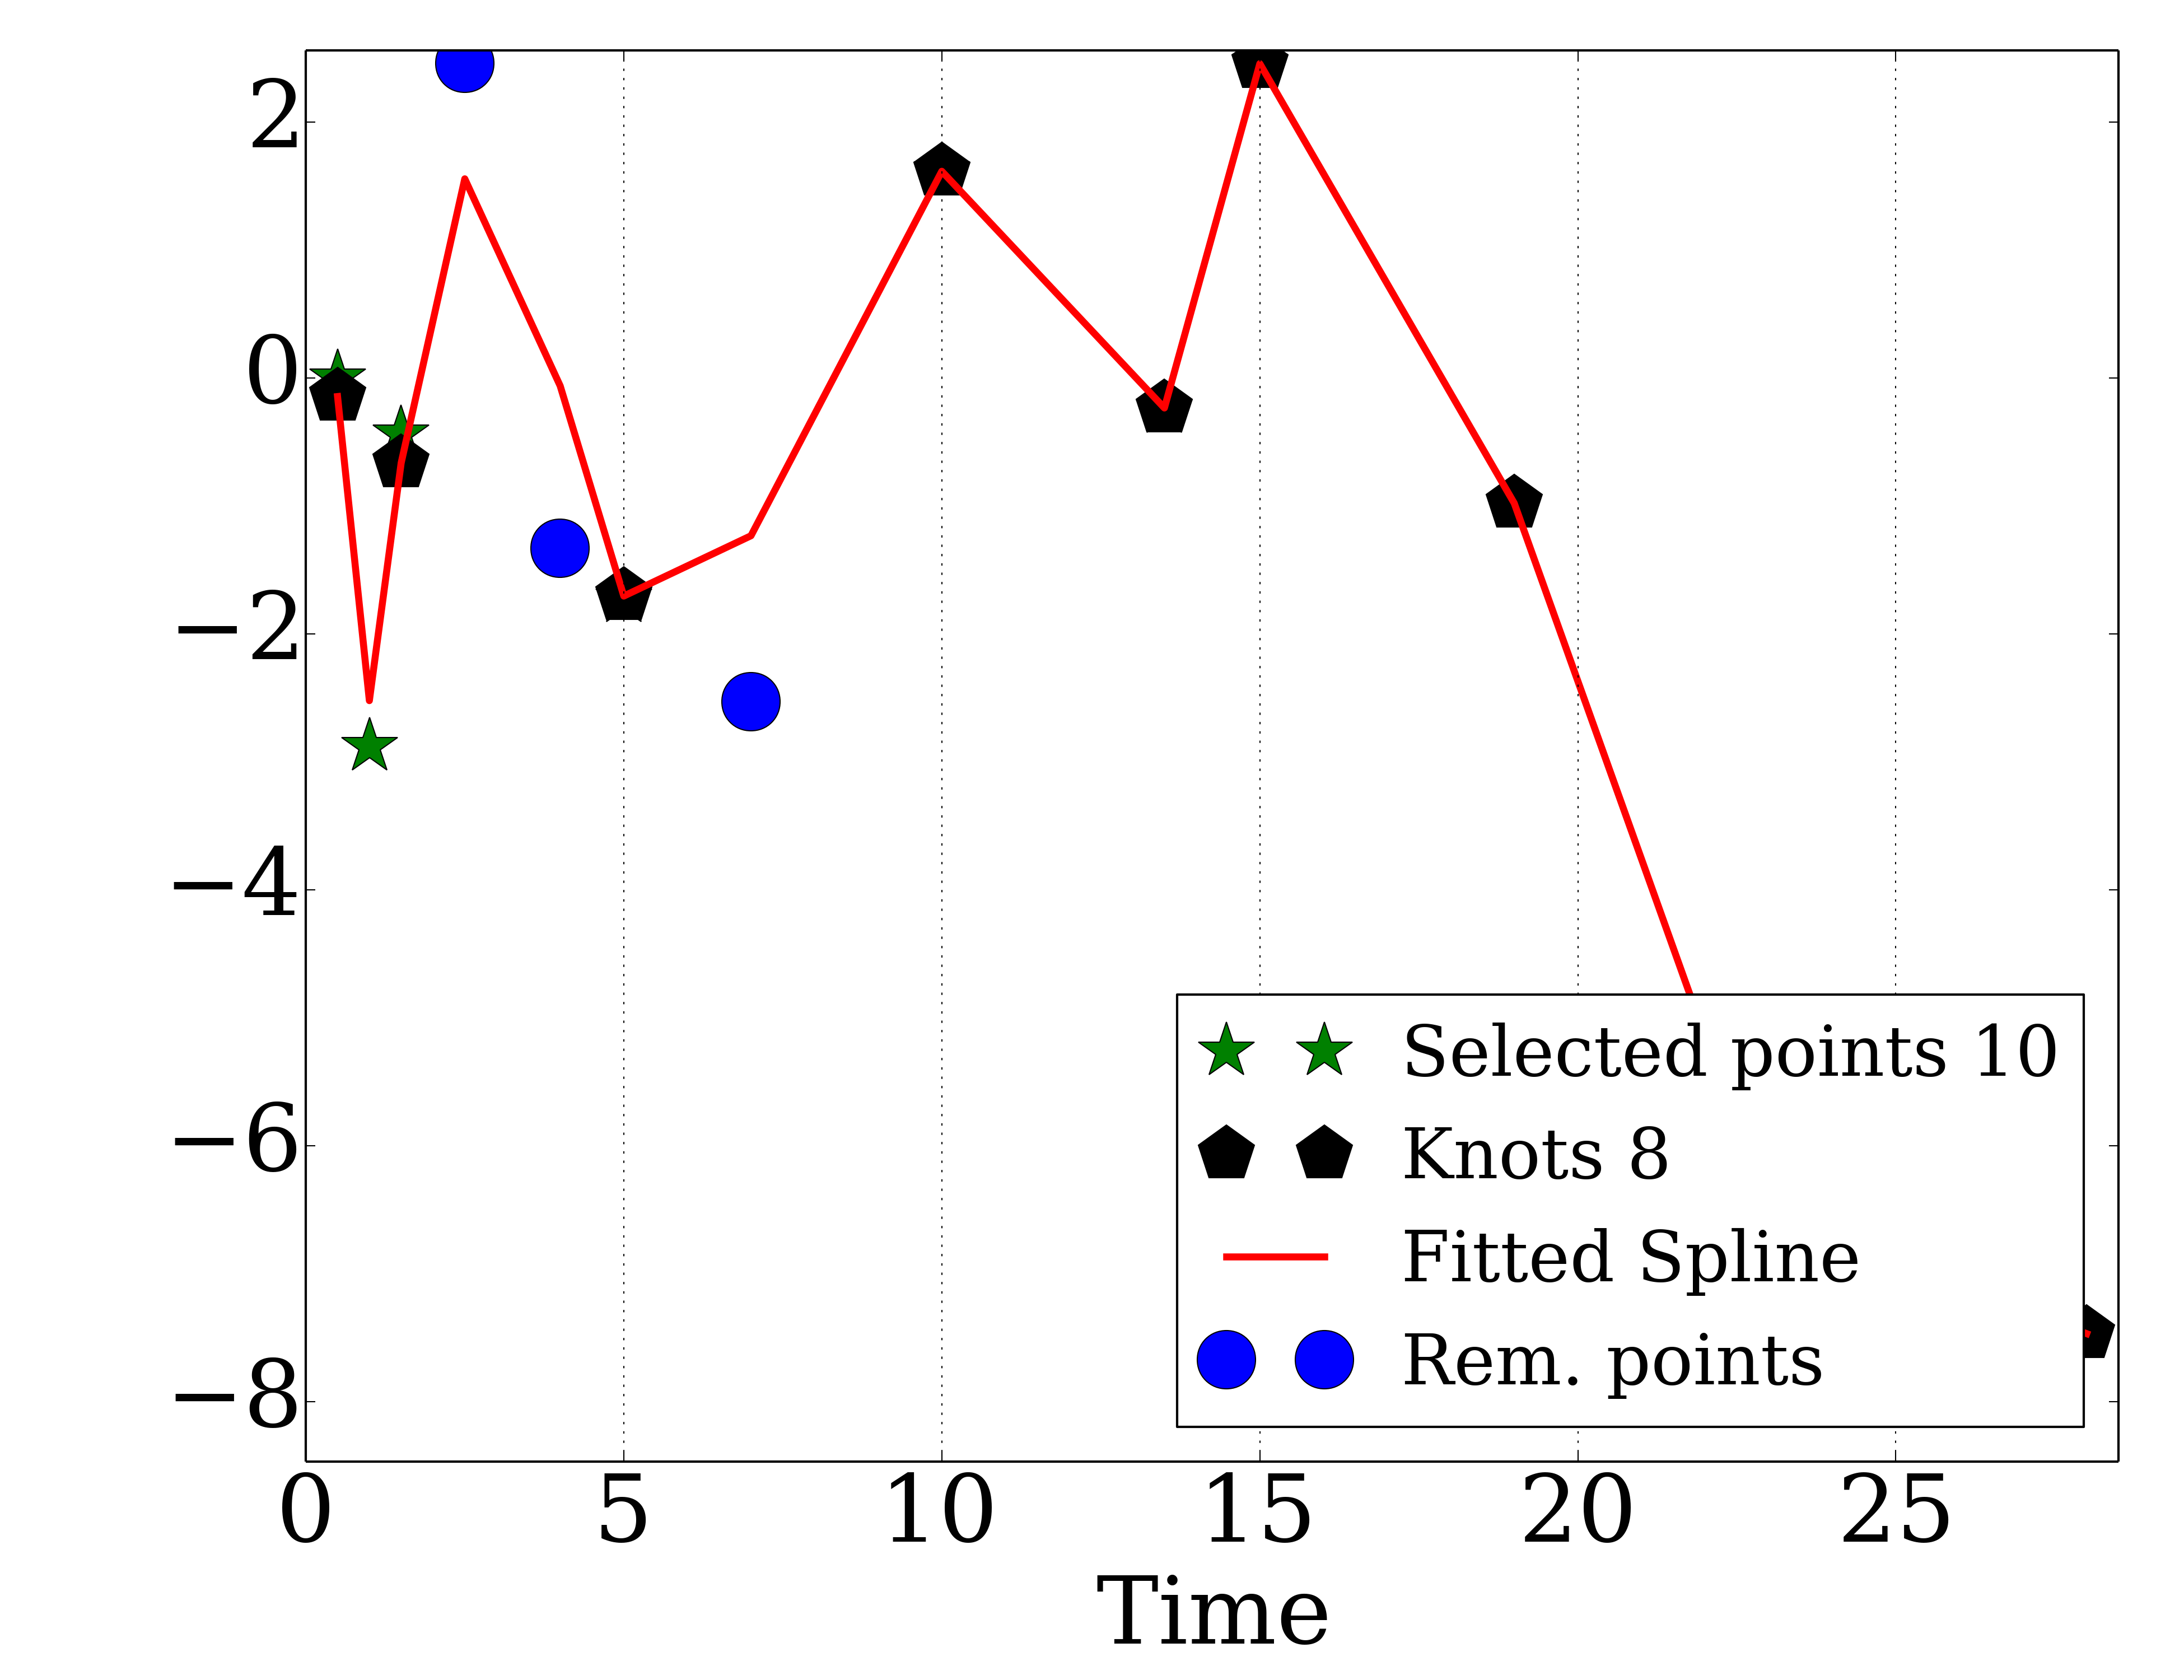 2
0
−2
−4
−6
−8
0 5 10 15 20 25
Time
Selected points 10
Knots 8
Fitted Spline
Rem. points